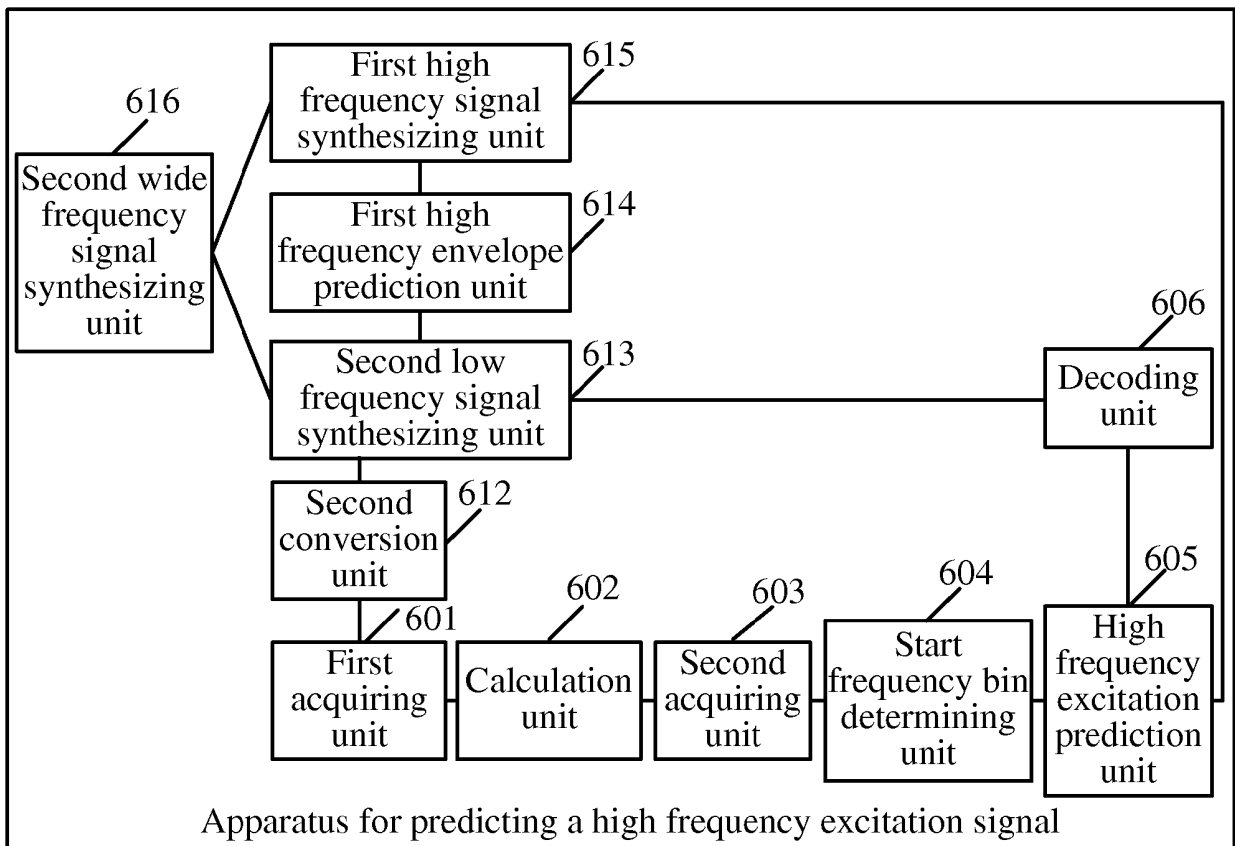 616
Second wide
frequency
signal
synthesizing
unit
First high
frequency signal
synthesizing unit
615
First high
frequency envelope
prediction unit
614
Second low
frequency signal
synthesizing unit
613
Decoding
unit
606
Second
conversion
unit
612
First
acquiring
unit
601
Calculation
unit
602
Second
acquiring
unit
603
Start
frequency bin
determining
unit
604
High
frequency
excitation
prediction
unit
605
Apparatus for predicting a high frequency excitation signal